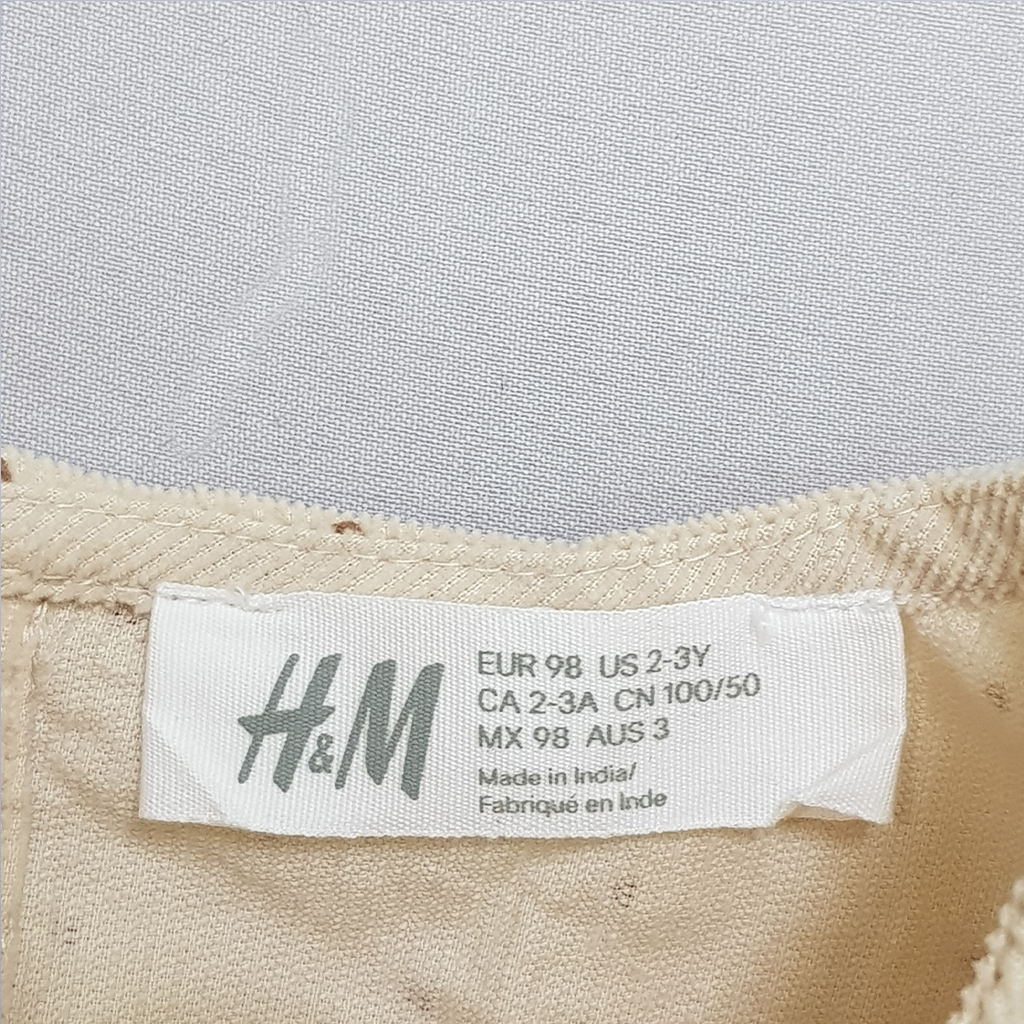 H&M
EUR 98 US 2-3Y
CA 2-3A CN 100/50
MX 98 AUS 3
Made in India/
Fabriqué en Inde